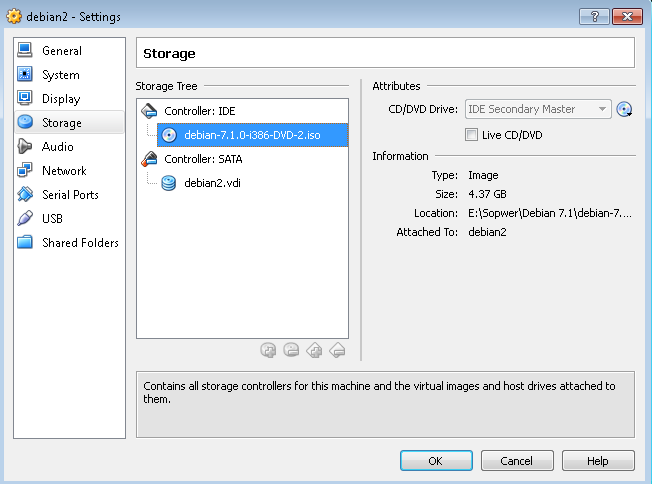 debian2 - Settings
General
System
Display
Storage
Audio
Network
Serial Ports
USB
Shared Folders
Storage
Storage Tree
Controller: IDE
debian-7.1.0-i386-DVD-2.iso
Controller: SATA
debian2.vdi
Attributes
CD/DVD Drive: IDE Secondary Master
Live CD/DVD
Information
Type: Image
Size: 4.37 GB
Location: E:\Sopwer\Debian 7.1\debian-7....
Attached To: debian2
Contains all storage controllers for this machine and the virtual images and host drives attached to
them.
OK Cancel Help